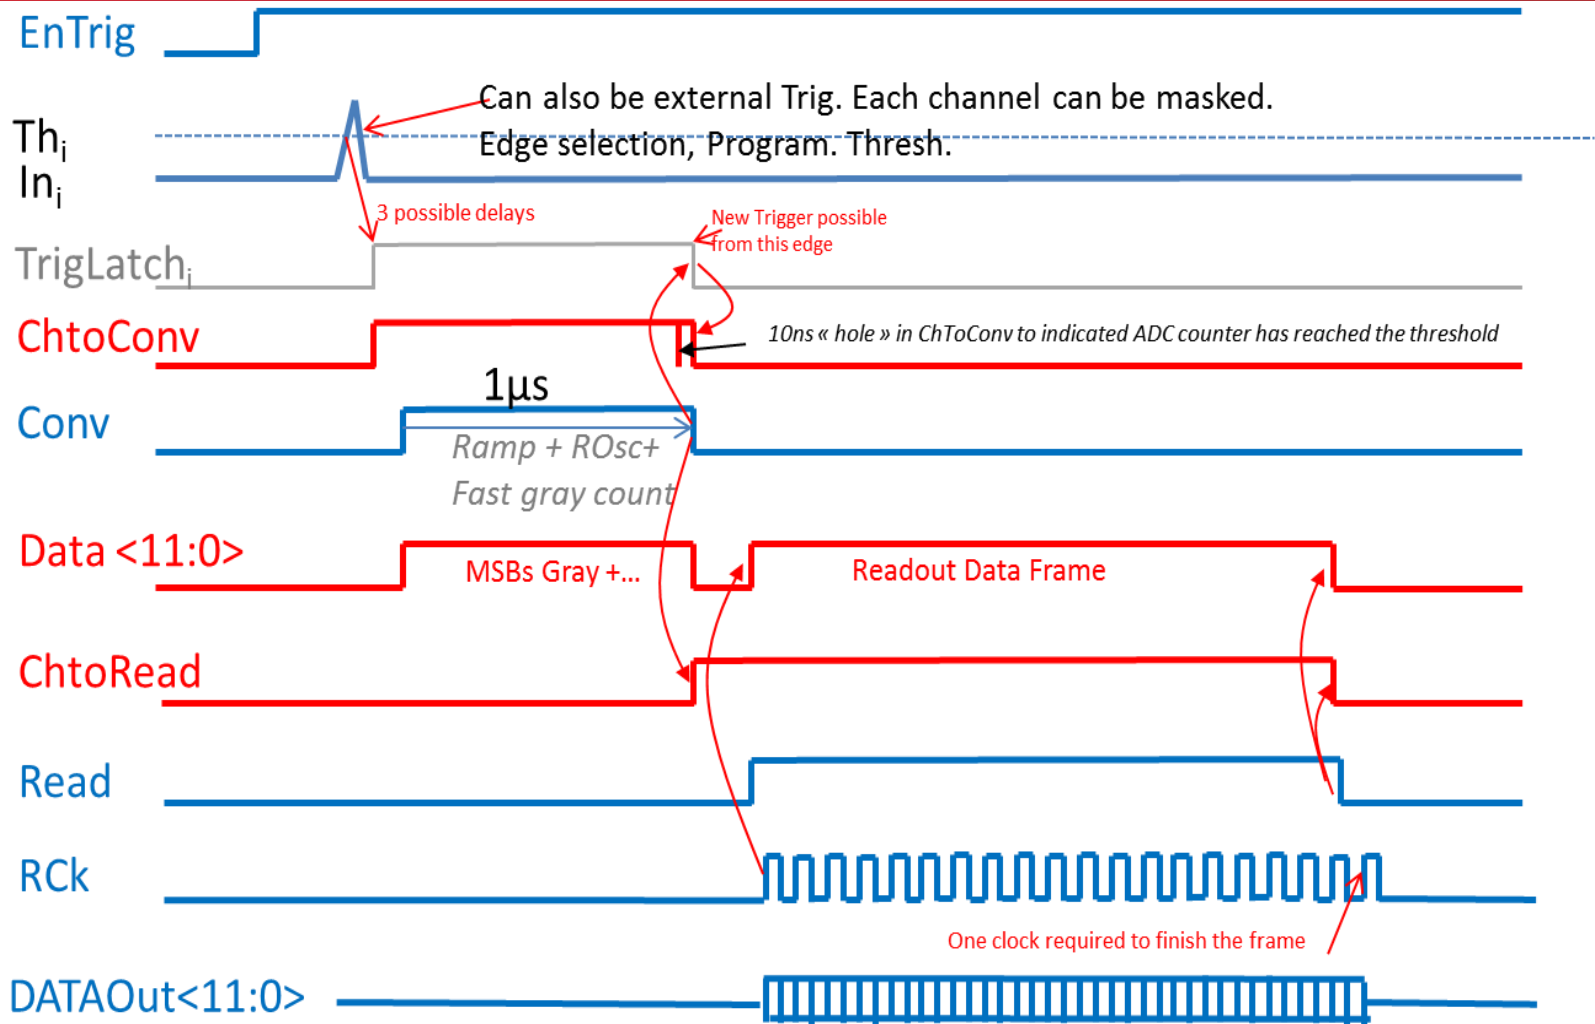 EnTrig
Can also be external Trig. Each channel can be masked.
Th i
Edge selection, Program. Thresh.
In i
3 possible delays
New Trigger possible
from this edge
TrigLatch i
ChtoConv
10ns « hole » in ChToConv to indicated ADC counter has reached the threshold
1µs
Conv
Ramp + ROsc+
Fast gray count
Data <11:0>
MSBs Gray +...
Readout Data Frame
ChtoRead
Read
RCk
One clock required to finish the frame
DATAOut<11:0>